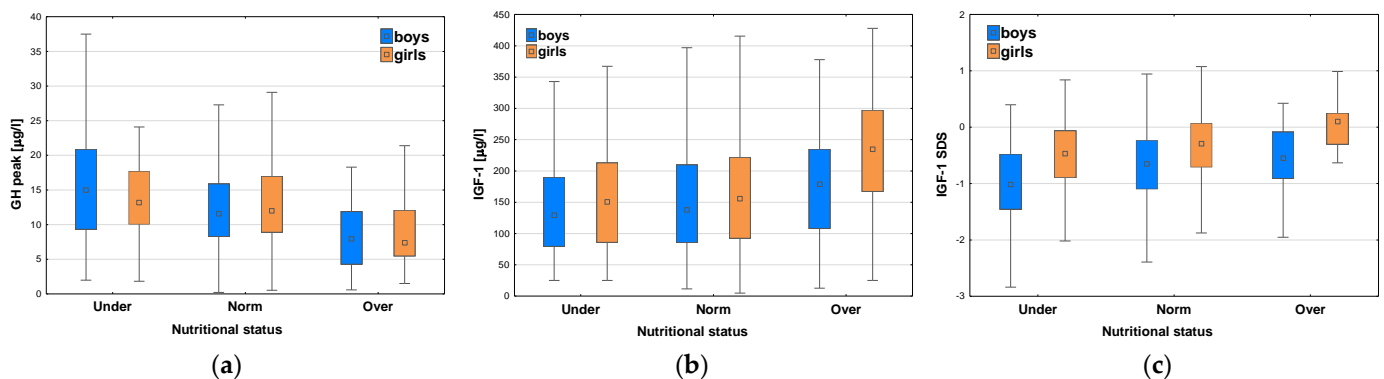 GH peak [µg/l]
40
35
30
25
20
15
10
5
0
boys
girls
Under Norm Over
Nutritional status
(a)
IGF-1 [µg/l]
450
400
350
300
250
200
150
100
50
0
boys
girls
Under Norm Over
Nutritional status
(b)
IGF-1 SDS
2
1
0
-1
-2
-3
boys
girls
Under Norm Over
Nutritional status
(c)